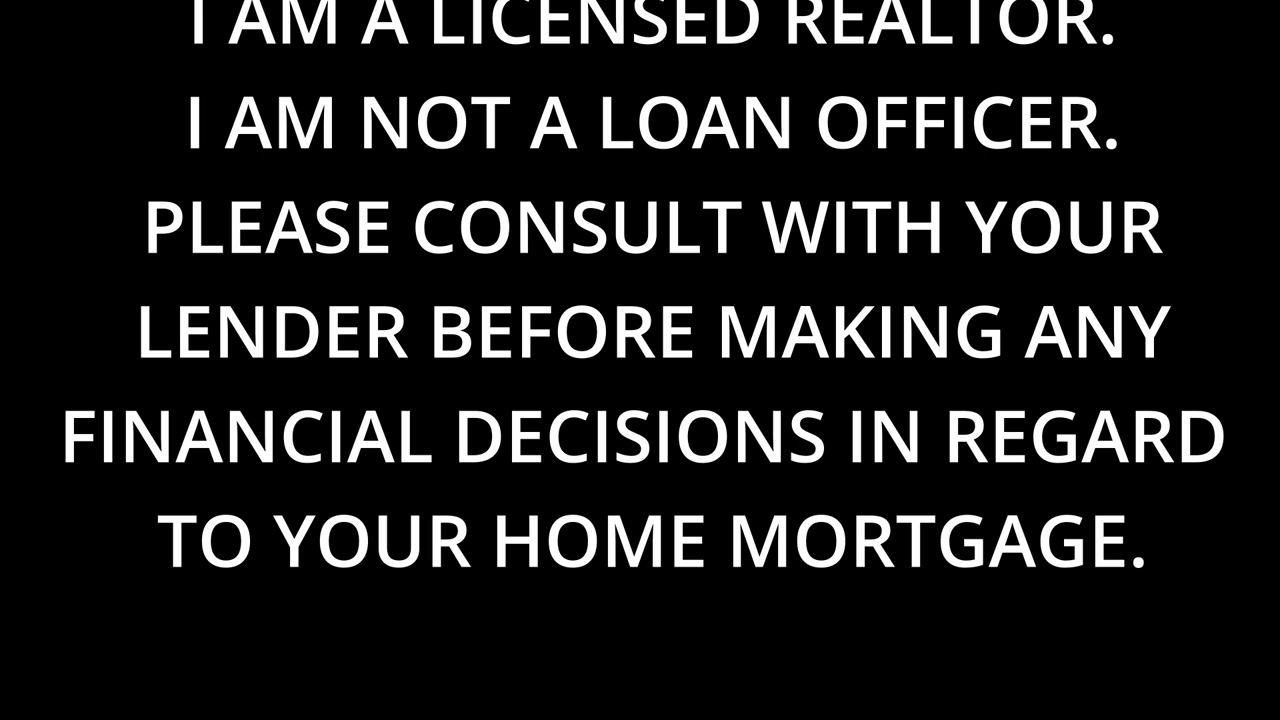 I AM A LICENSED REALTOR.
I AM NOT A LOAN OFFICER.
PLEASE CONSULT WITH YOUR
LENDER BEFORE MAKING ANY
FINANCIAL DECISIONS IN REGARD
TO YOUR HOME MORTGAGE.